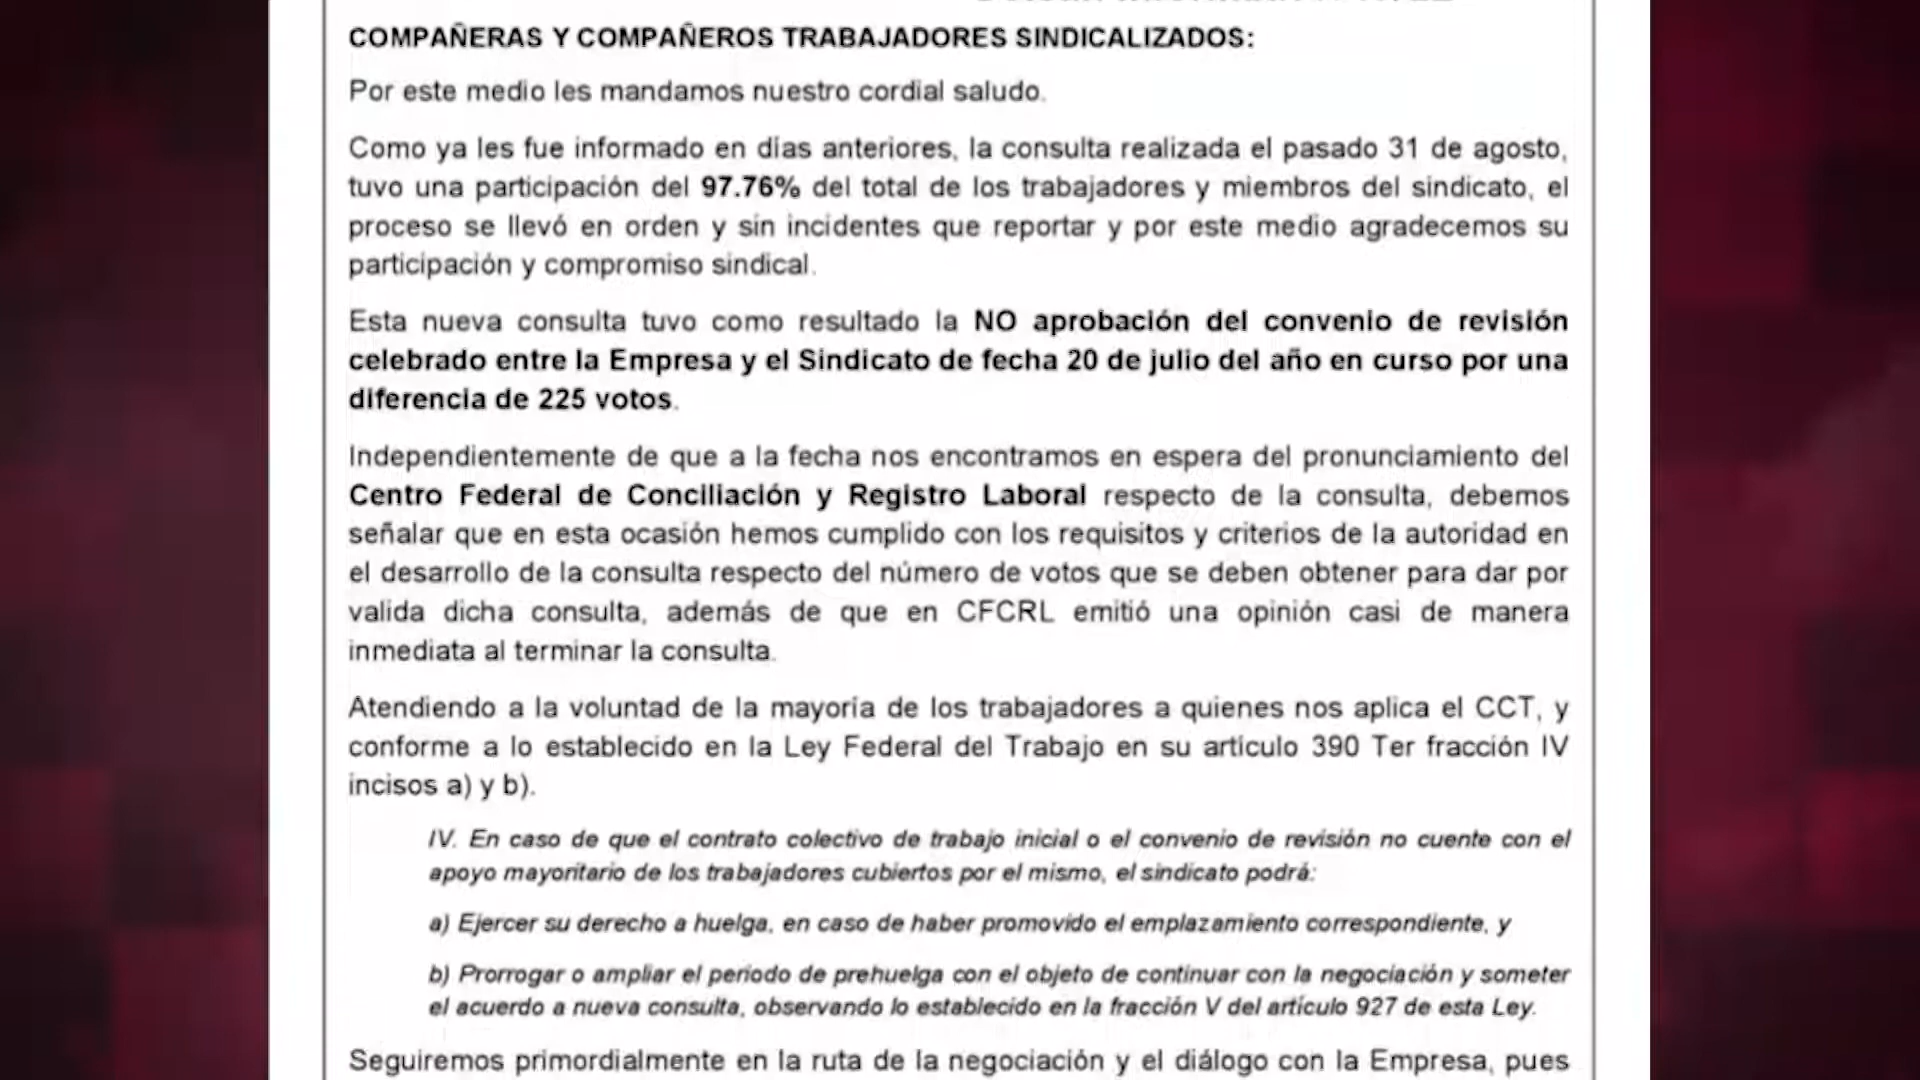 COMPAÑERAS Y COMPAÑEROS TRABAJADORES SINDICALIZADOS:
Por este medio les mandamos nuestro cordial saludo.
Como ya les fue informado en días anteriores, la consulta realizada el pasado 31 de agosto,
tuvo una participación del 97.76% del total de los trabajadores y miembros del sindicato, el
proceso se llevó en orden y sin incidentes que reportar y por este medio agradecemos su
participación y compromiso sindical.
Esta nueva consulta tuvo como resultado la NO aprobación del convenio de revisión
celebrado entre la Empresa y el Sindicato de fecha 20 de julio del año en curso por una
diferencia de 225 votos.
Independientemente de que a la fecha nos encontramos en espera del pronunciamiento del
Centro Federal de Conciliación y Registro Laboral respecto de la consulta, debemos
señalar que en esta ocasión hemos cumplido con los requisitos y criterios de la autoridad en
el desarrollo de la consulta respecto del número de votos que se deben obtener para dar por
valida dicha consulta, además de que en CFCRL emitió una opinión casi de manera
inmediata al terminar la consulta.
Atendiendo a la voluntad de la mayoría de los trabajadores a quienes nos aplica el CCT, y
conforme a lo establecido en la Ley Federal del Trabajo en su artículo 390 Ter fracción IV
incisos a) y b).
IV. En caso de que el contrato colectivo de trabajo inicial o el convenio de revisión no cuente con el
apoyo mayoritario de los trabajadores cubiertos por el mismo, el sindicato podrá:
a) Ejercer su derecho a huelga, en caso de haber promovido el emplazamiento correspondiente, y
b) Prorrogar o ampliar el periodo de prehuelga con el objeto de continuar con la negociación y someter
el acuerdo a nueva consulta, observando lo establecido en la fracción V del artículo 927 de esta Ley.
Seguiremos primordialmente en la ruta de la negociación y el diálogo con la Empresa, pues